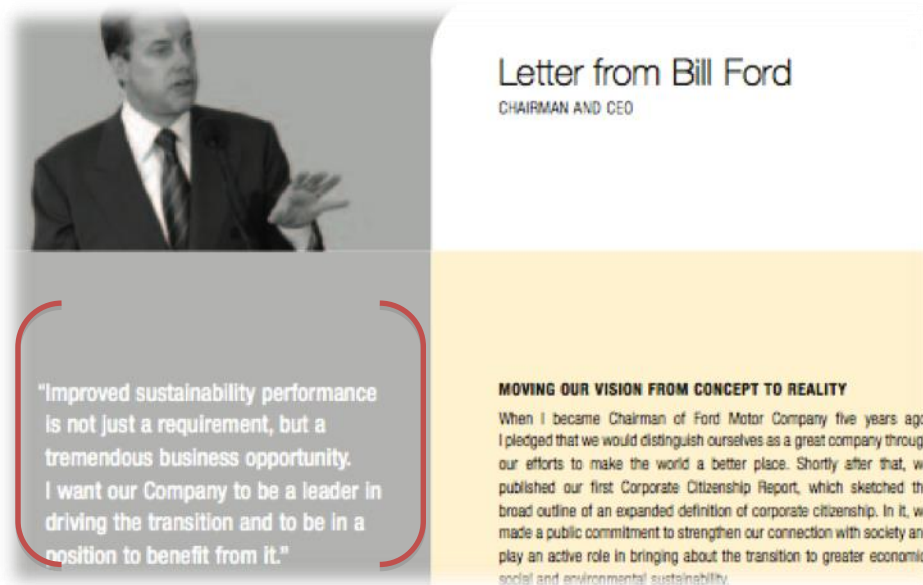 Letter from Bill Ford
CHAIRMAN AND CEO
“Improved sustainability performance
is not just a requirement, but a
tremendous business opportunity.
I want our Company to be a leader in
driving the transition and to be in a
position to benefit from it.”
MOVING OUR VISION FROM CONCEPT TO REALITY
When I became Chairman of Ford Motor Company five years ago
I pledged that we would distinguish ourselves as a great company throug
our efforts to make the world a better place. Shortly after that, w
published our first Corporate Citizenship Report, which sketched th
broad outline of an expanded definition of corporate citizenship. In it, w
made a public commitment to strengthen our connection with society an
play an active role in bringing about the transition to greater economic
social and environmental sustainability.